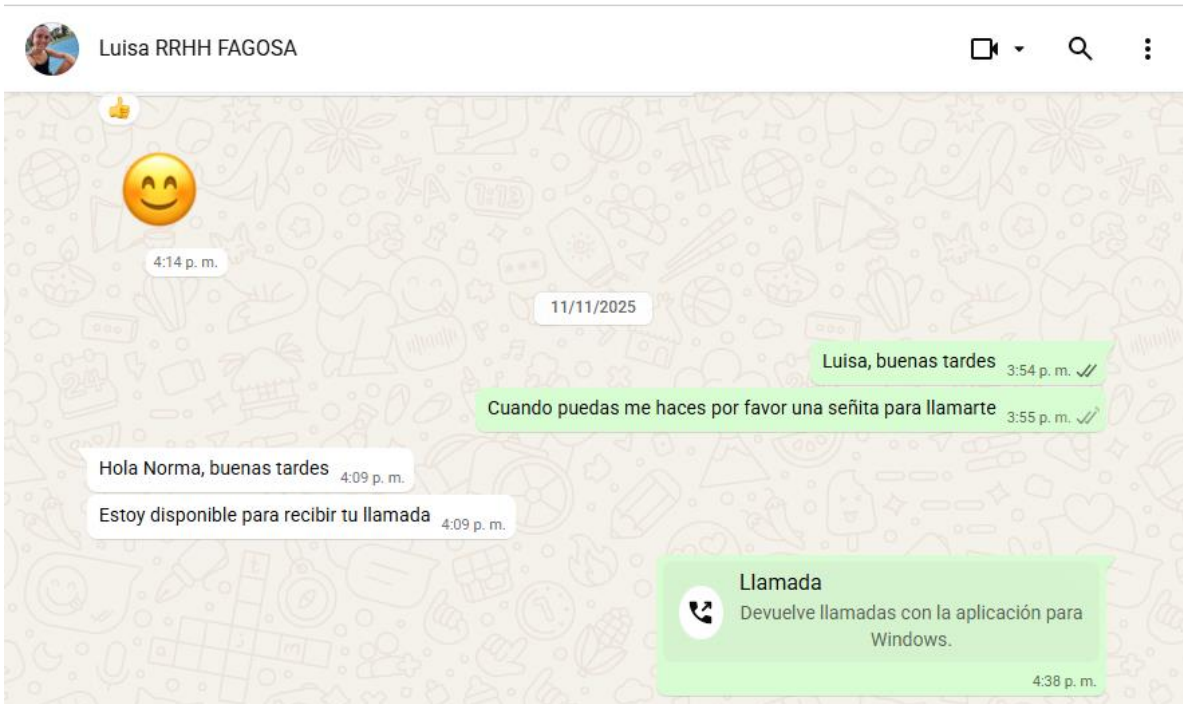 Luisa RRHH FAGOSA
4:14 p. m.
11/11/2025
Luisa, buenas tardes 3:54 p. m.
Cuando puedas me haces por favor una señita para llamarte 3:55 p. m.
Hola Norma, buenas tardes 4:09 p. m.
Estoy disponible para recibir tu llamada 4:09 p. m.
Llamada
Devuelve llamadas con la aplicación para
Windows.
4:38 p. m.